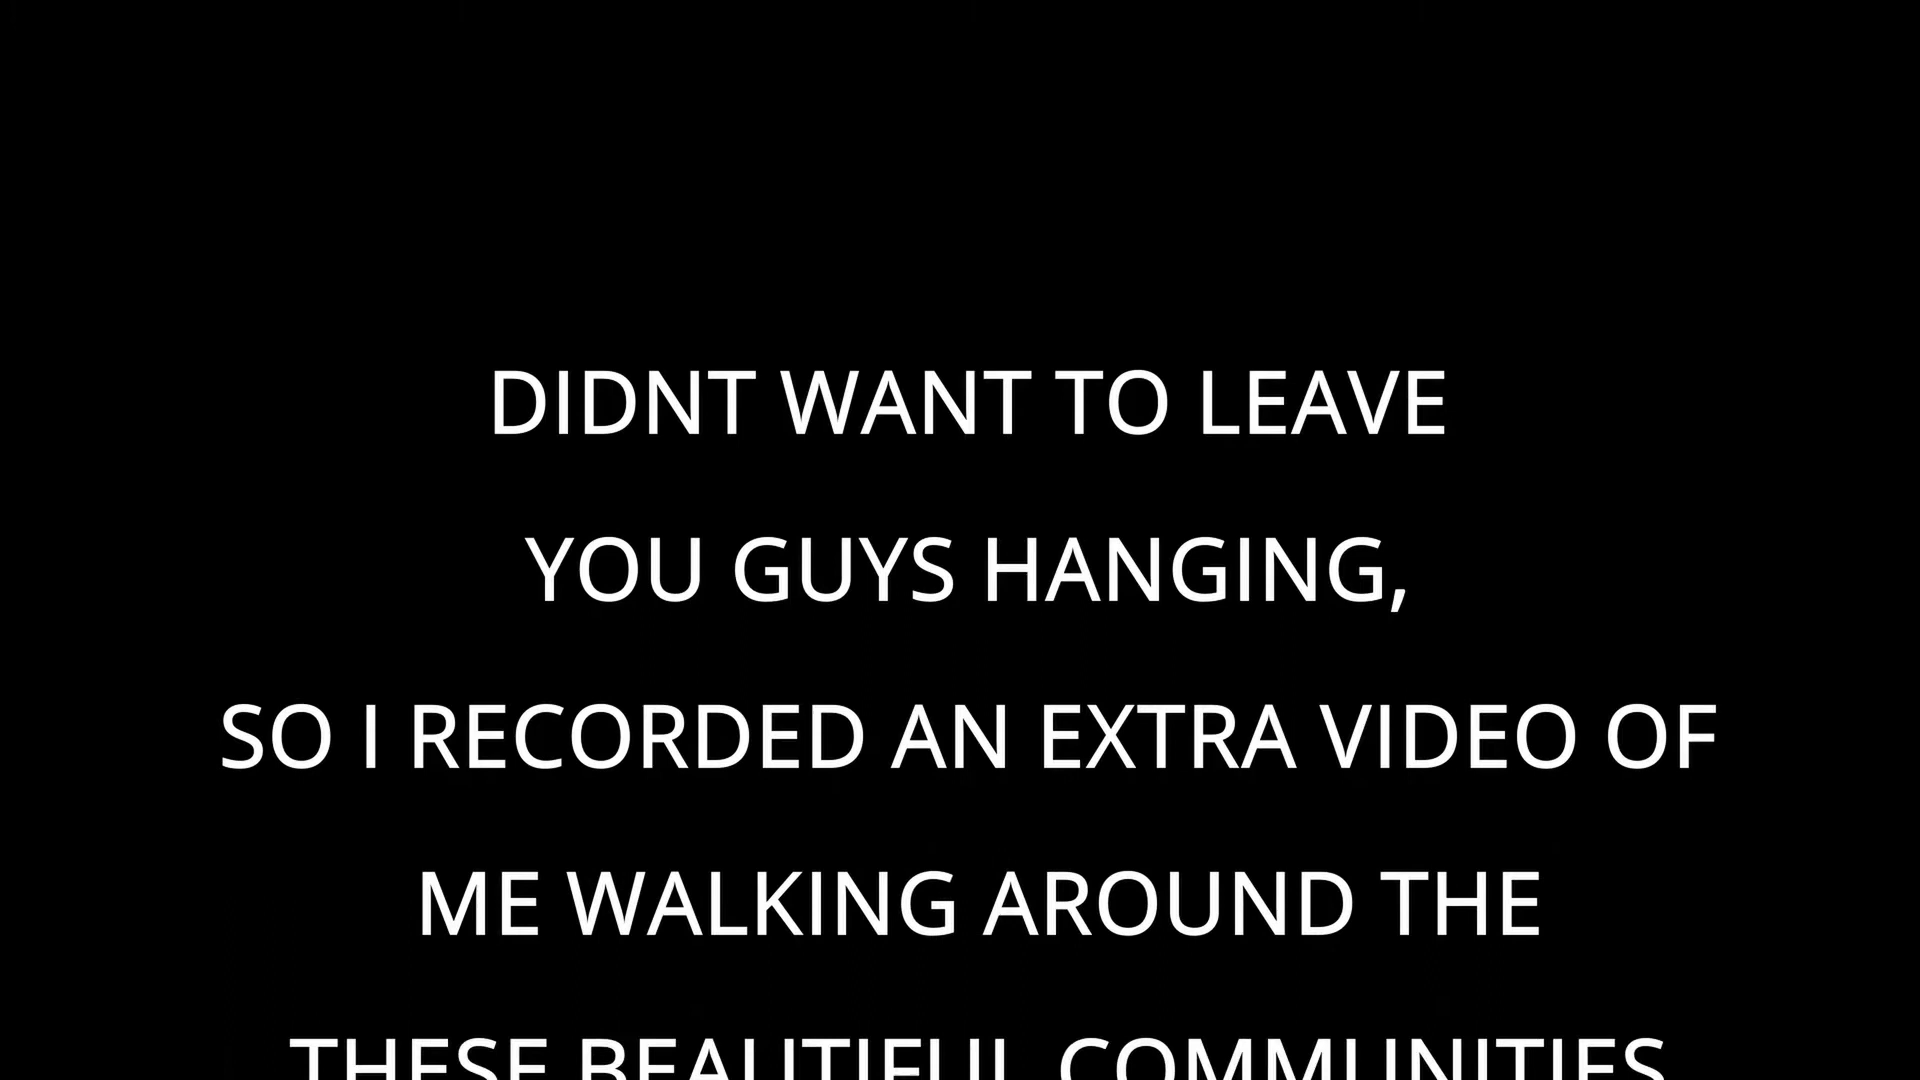 DIDNT WANT TO LEAVE
YOU GUYS HANGING,
SO I RECORDED AN EXTRA VIDEO OF
ME WALKING AROUND THE
THESE BEAUTIFUL COMMUNITIES